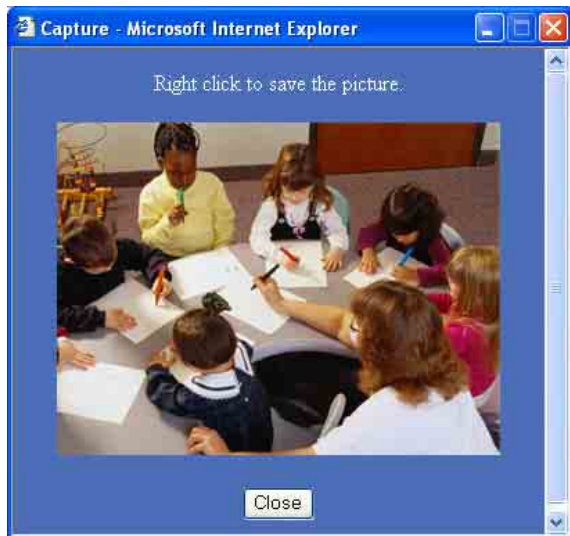 Capture - Microsoft Internet Explorer
Right click to save the picture.
Close